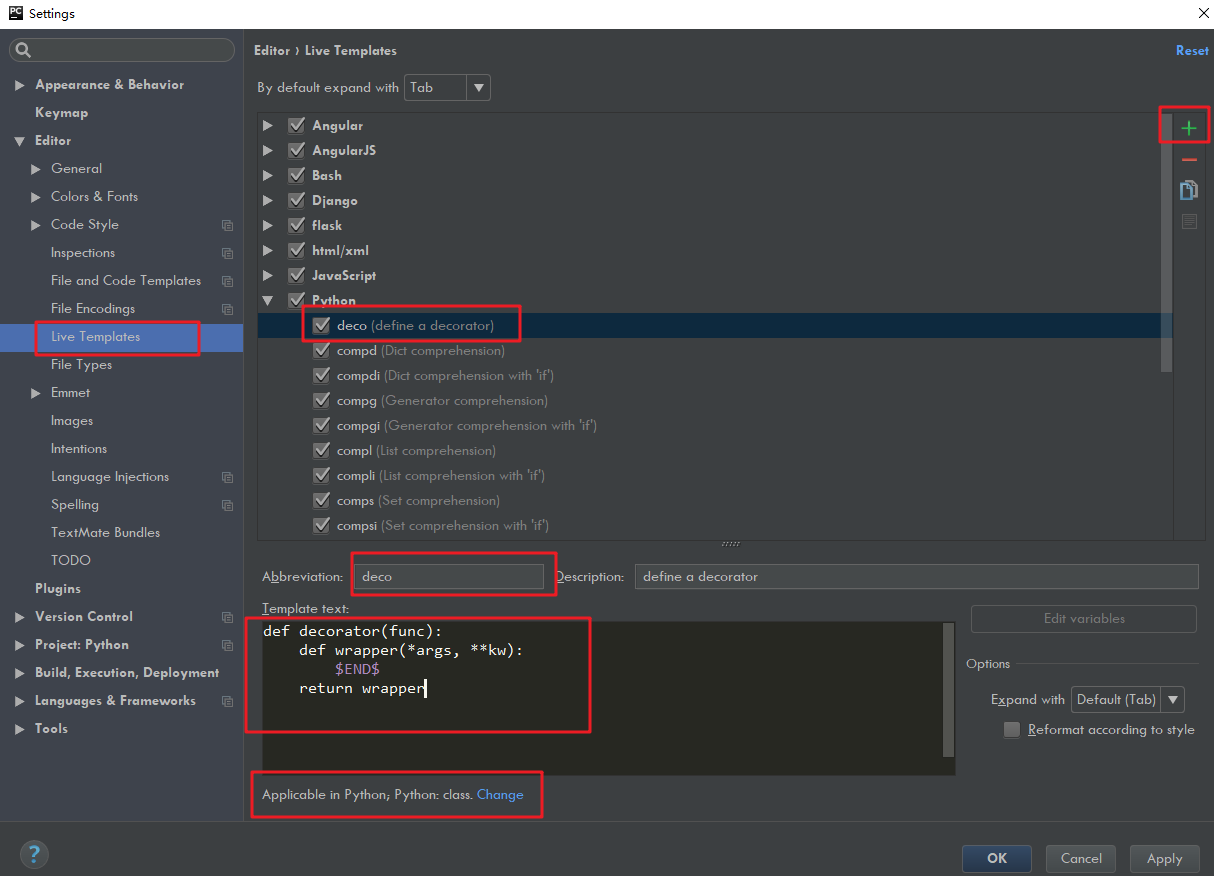 PC Settings
Editor › Live Templates
Reset
By default expand with Tab
Appearance & Behavior
Keymap
Editor
General
Colors & Fonts
Code Style
Inspections
File and Code Templates
File Encodings
Live Templates
File Types
Emmet
Images
Intentions
Language Injections
Spelling
TextMate Bundles
TODO
Plugins
Version Control
Project: Python
Build, Execution, Deployment
Languages & Frameworks
Tools
Angular
AngularJS
Bash
Django
flask
html/xml
JavaScript
Python
deco (define a decorator)
compd (Dict comprehension)
compdi (Dict comprehension with 'if')
compg (Generator comprehension)
compgi (Generator comprehension with 'if')
compl (List comprehension)
compli (List comprehension with 'if')
comps (Set comprehension)
compsi (Set comprehension with 'if')
Abbreviation: deco Description: define a decorator
Template text:
def decorator(func):
    def wrapper(*args, **kw):
        $END$
    return wrapper
Edit variables
Options
Expand with Default (Tab)
Reformat according to style
Applicable in Python; Python: class. Change
?
OK Cancel Apply